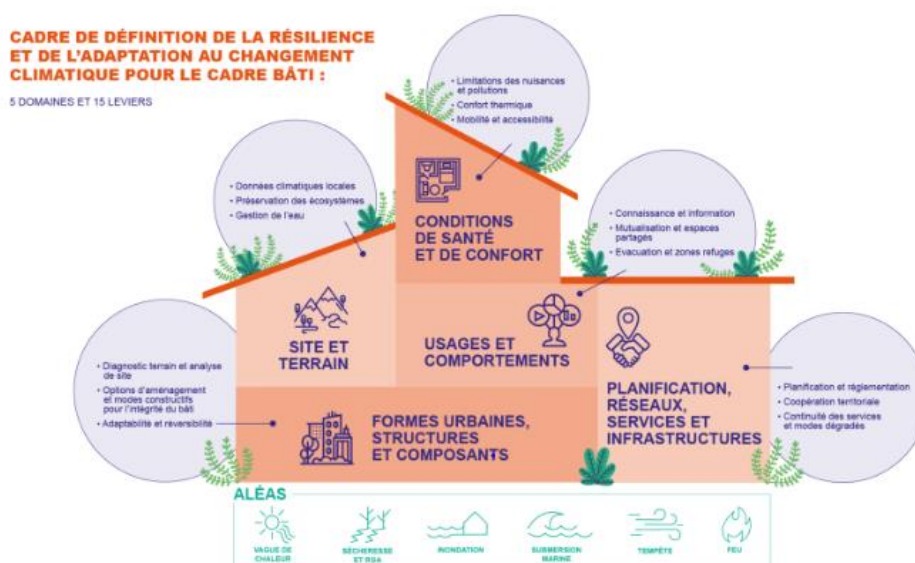 CADRE DE DÉFINITION DE LA RÉSILIENCE
ET DE L'ADAPTATION AU CHANGEMENT
CLIMATIQUE POUR LE CADRE BÂTI :
5 DOMAINES ET 15 LEVIERS
• Limitations des nuisances
et pollutions
• Confort thermique
• Mobilité et accessibilité
• Données climatiques locales
• Préservation des écosystèmes
• Gestion de l'eau
CONDITIONS
DE SANTÉ
ET DE CONFORT
• Connaissance et information
• Mutualisation et espaces
partagés
• Evacuation et zones refuges
SITE ET
TERRAIN
USAGES ET
COMPORTEMENTS
• Diagnostic terrain et analyse
de site
• Options d'aménagement
et modes constructifs
pour l'intégrité du bâti
• Adaptabilité et réversibilité
PLANIFICATION,
RÉSEAUX,
SERVICES ET
INFRASTRUCTURES
• Planification et réglementation
• Coopération territoriale
• Continuité des services
et modes dégradés
FORMES URBAINES,
STRUCTURES
ET COMPOSANTS
ALÉAS
VAGUE DE
CHALEUR
SÉCHERESSE
ET RGA
INONDATION
SUBMERSION
MARINE
TEMPÊTE
FEU